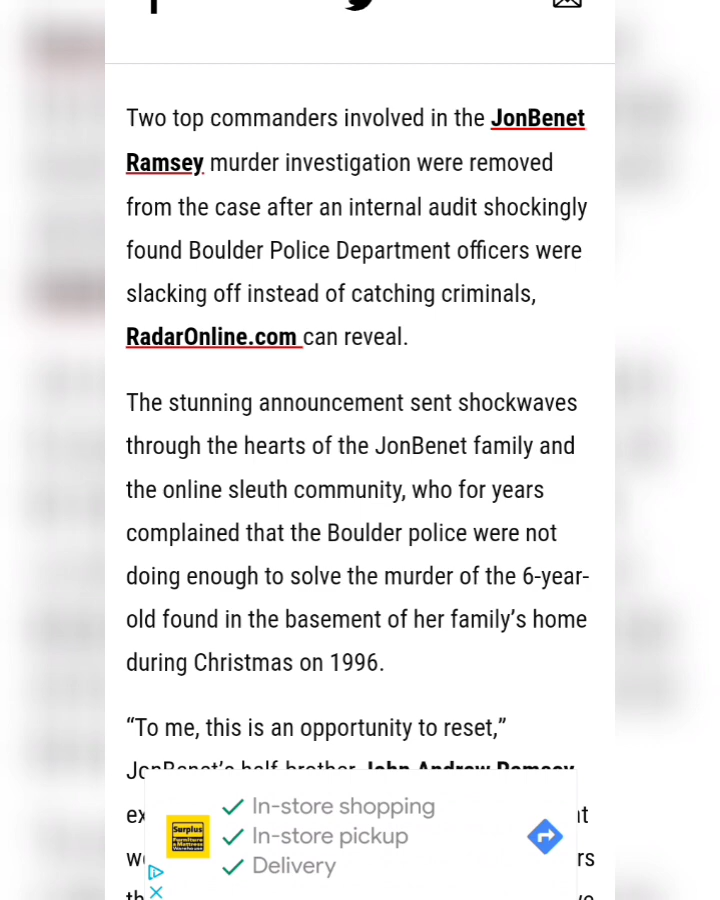 Two top commanders involved in the JonBenet
Ramsey murder investigation were removed
from the case after an internal audit shockingly
found Boulder Police Department officers were
slacking off instead of catching criminals,
RadarOnline.com can reveal.
The stunning announcement sent shockwaves
through the hearts of the JonBenet family and
the online sleuth community, who for years
complained that the Boulder police were not
doing enough to solve the murder of the 6-year-
old found in the basement of her family’s home
during Christmas on 1996.
“To me, this is an opportunity to reset,”
JonBenet’s half-brother John Andrew Ramsey
Surplus
Furniture
& Mattress
Warehouse
In-store shopping
In-store pickup
Delivery